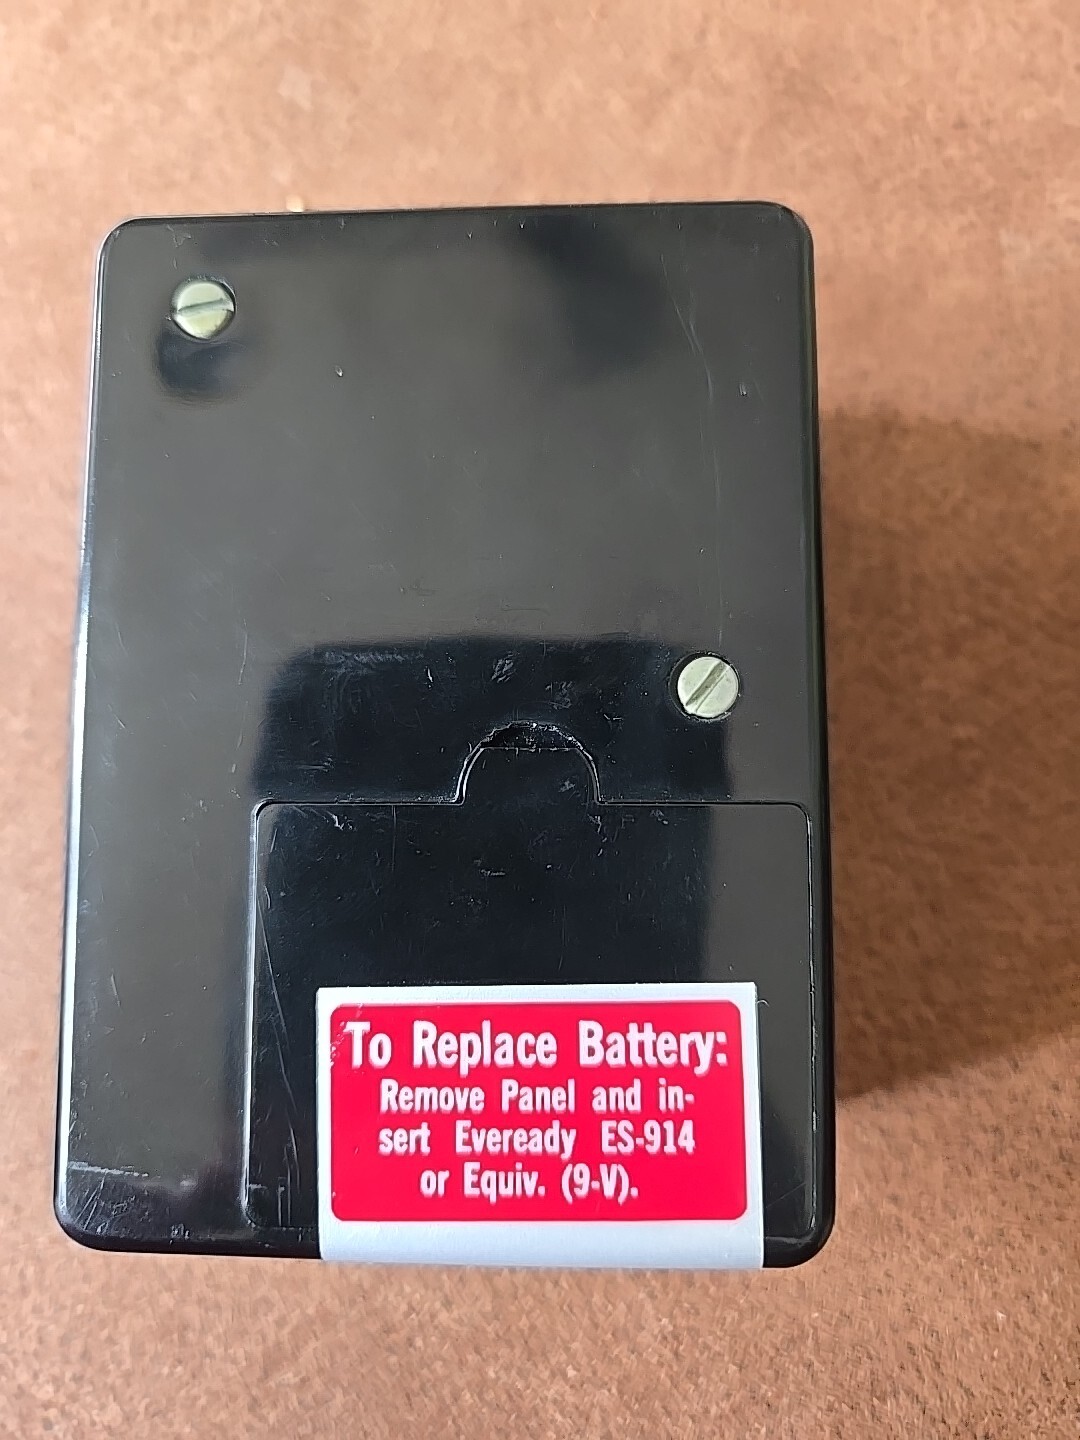 To Replace Battery:
Remove Panel and in-
sert Eveready ES-914
or Equiv. (9-V).